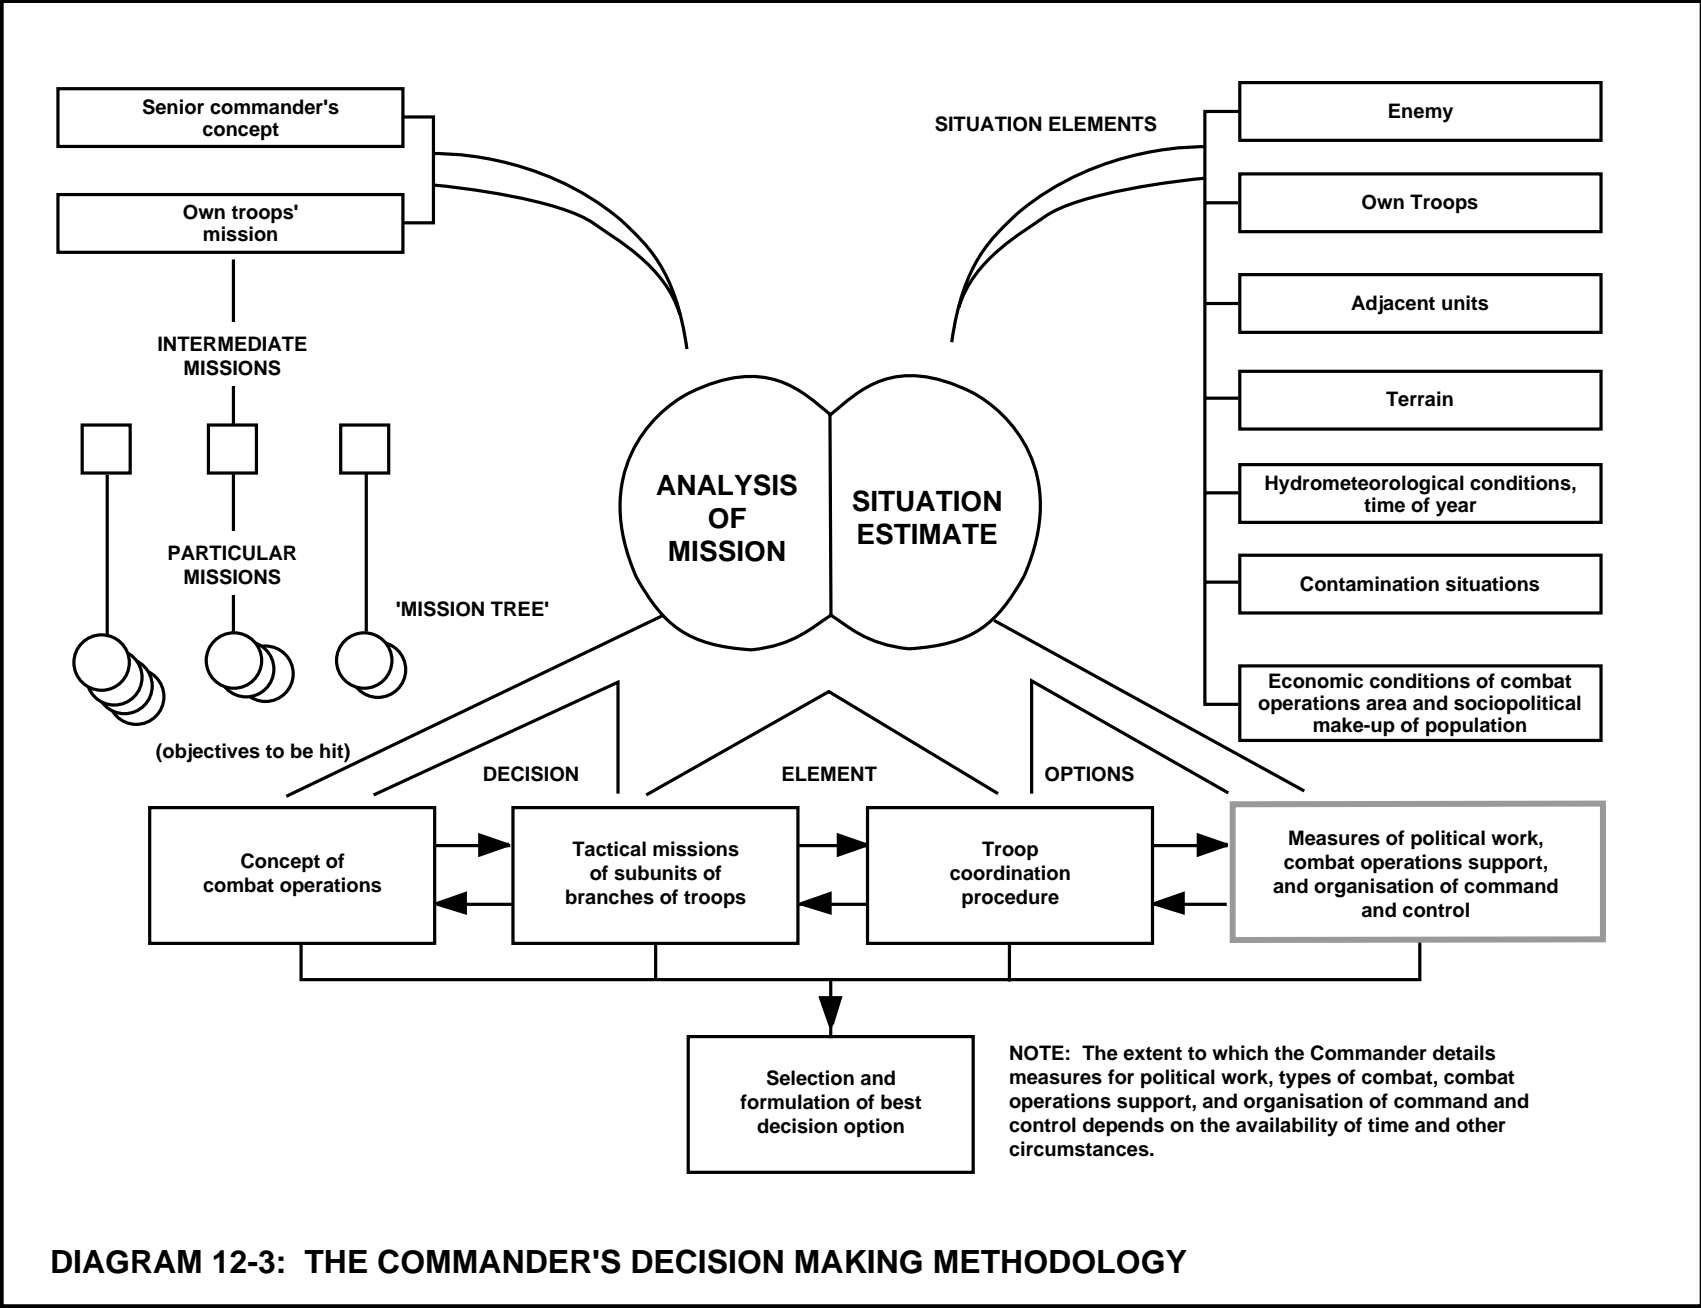 Senior commander's
concept
Own troops'
mission
INTERMEDIATE
MISSIONS
PARTICULAR
MISSIONS
'MISSION TREE'
(objectives to be hit)
SITUATION ELEMENTS
Enemy
Own Troops
Adjacent units
Terrain
Hydrometeorological conditions,
time of year
Contamination situations
Economic conditions of combat
operations area and sociopolitical
make-up of population
ANALYSIS
OF
MISSION
SITUATION
ESTIMATE
DECISION
ELEMENT
OPTIONS
Concept of
combat operations
Tactical missions
of subunits of
branches of troops
Troop
coordination
procedure
Measures of political work,
combat operations support,
and organisation of command
and control
Selection and
formulation of best
decision option
NOTE: The extent to which the Commander details
measures for political work, types of combat, combat
operations support, and organisation of command and
control depends on the availability of time and other
circumstances.
DIAGRAM 12-3: THE COMMANDER'S DECISION MAKING METHODOLOGY